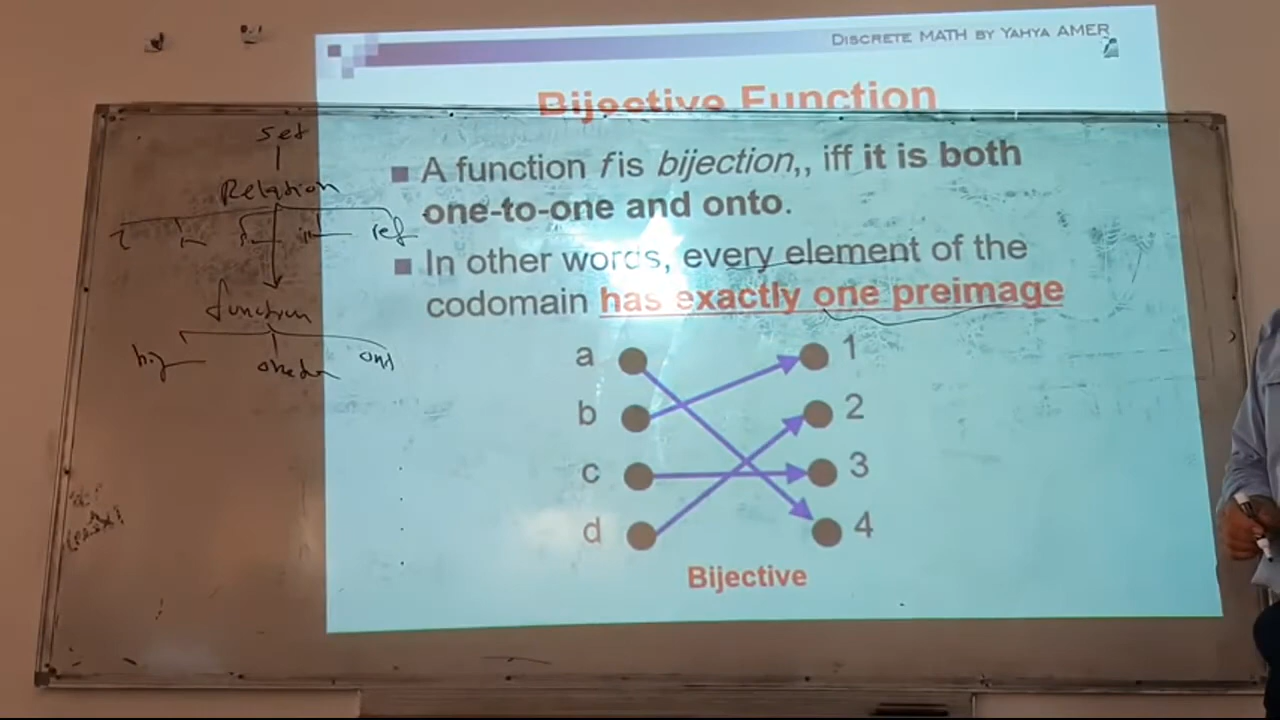 DISCRETE MATH BY YAHYA AMER
Bijective Function
A function f is bijection,, iff it is both
one-to-one and onto.
In other words, every element of the
codomain has exactly one preimage
a
b
c
d
1
2
3
4
Bijective
set
Relation
ref
function